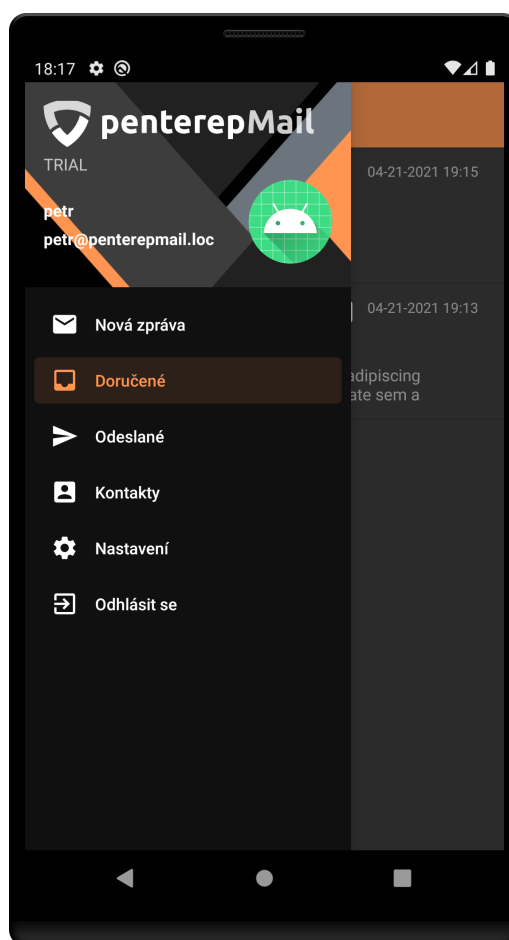 18:17
penterepMail
TRIAL
petr
petr@penterepmail.loc
04-21-2021 19:15
Nová zpráva
04-21-2021 19:13
Doručené
adipiscing
ate sem a
Odeslané
Kontakty
Nastavení
Odhlásit se